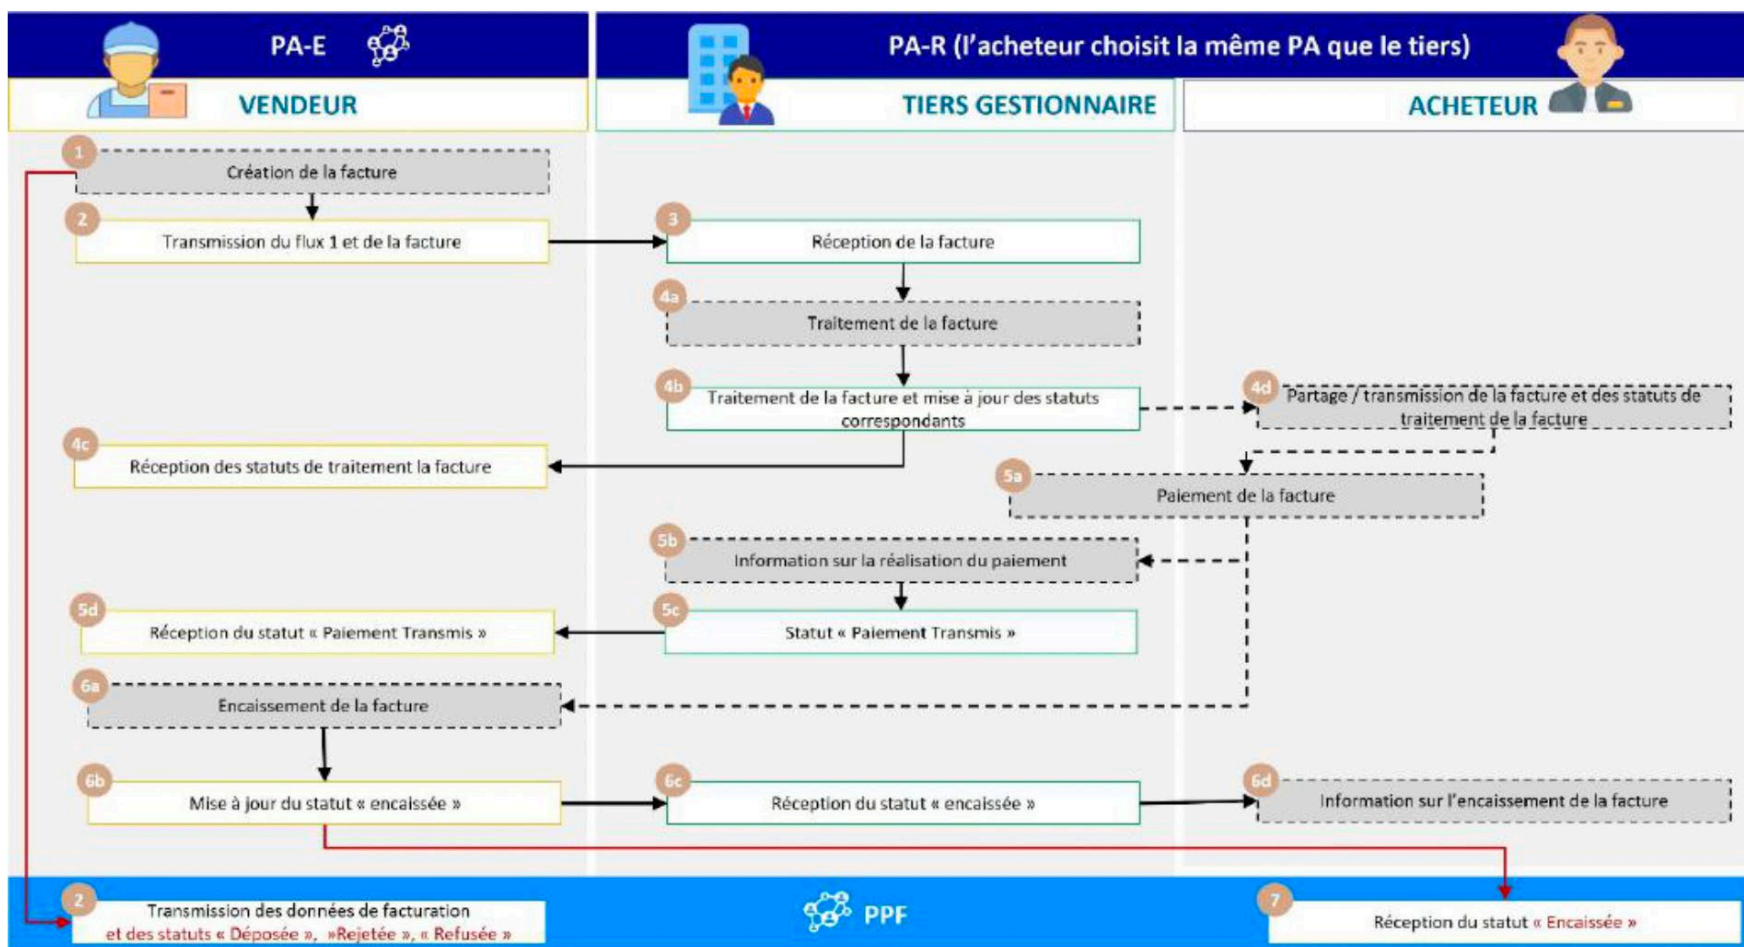 PA-E
PA-R (l'acheteur choisit la même PA que le tiers)
VENDEUR
TIERS GESTIONNAIRE
ACHETEUR
1
Création de la facture
2
Transmission du flux 1 et de la facture
3
Réception de la facture
4a
Traitement de la facture
4b
Traitement de la facture et mise à jour des statuts
correspondants
4d
Partage / transmission de la facture et des statuts de
traitement de la facture
4c
Réception des statuts de traitement la facture
5a
Paiement de la facture
5b
Information sur la réalisation du paiement
5d
Réception du statut « Paiement Transmis »
5c
Statut « Paiement Transmis »
6a
Encaissement de la facture
6b
Mise à jour du statut « encaissée »
6c
Réception du statut « encaissée »
6d
Information sur l'encaissement de la facture
2
Transmission des données de facturation
et des statuts « Déposée », »Rejetée », « Refusée »
PPF
7
Réception du statut « Encaissée »